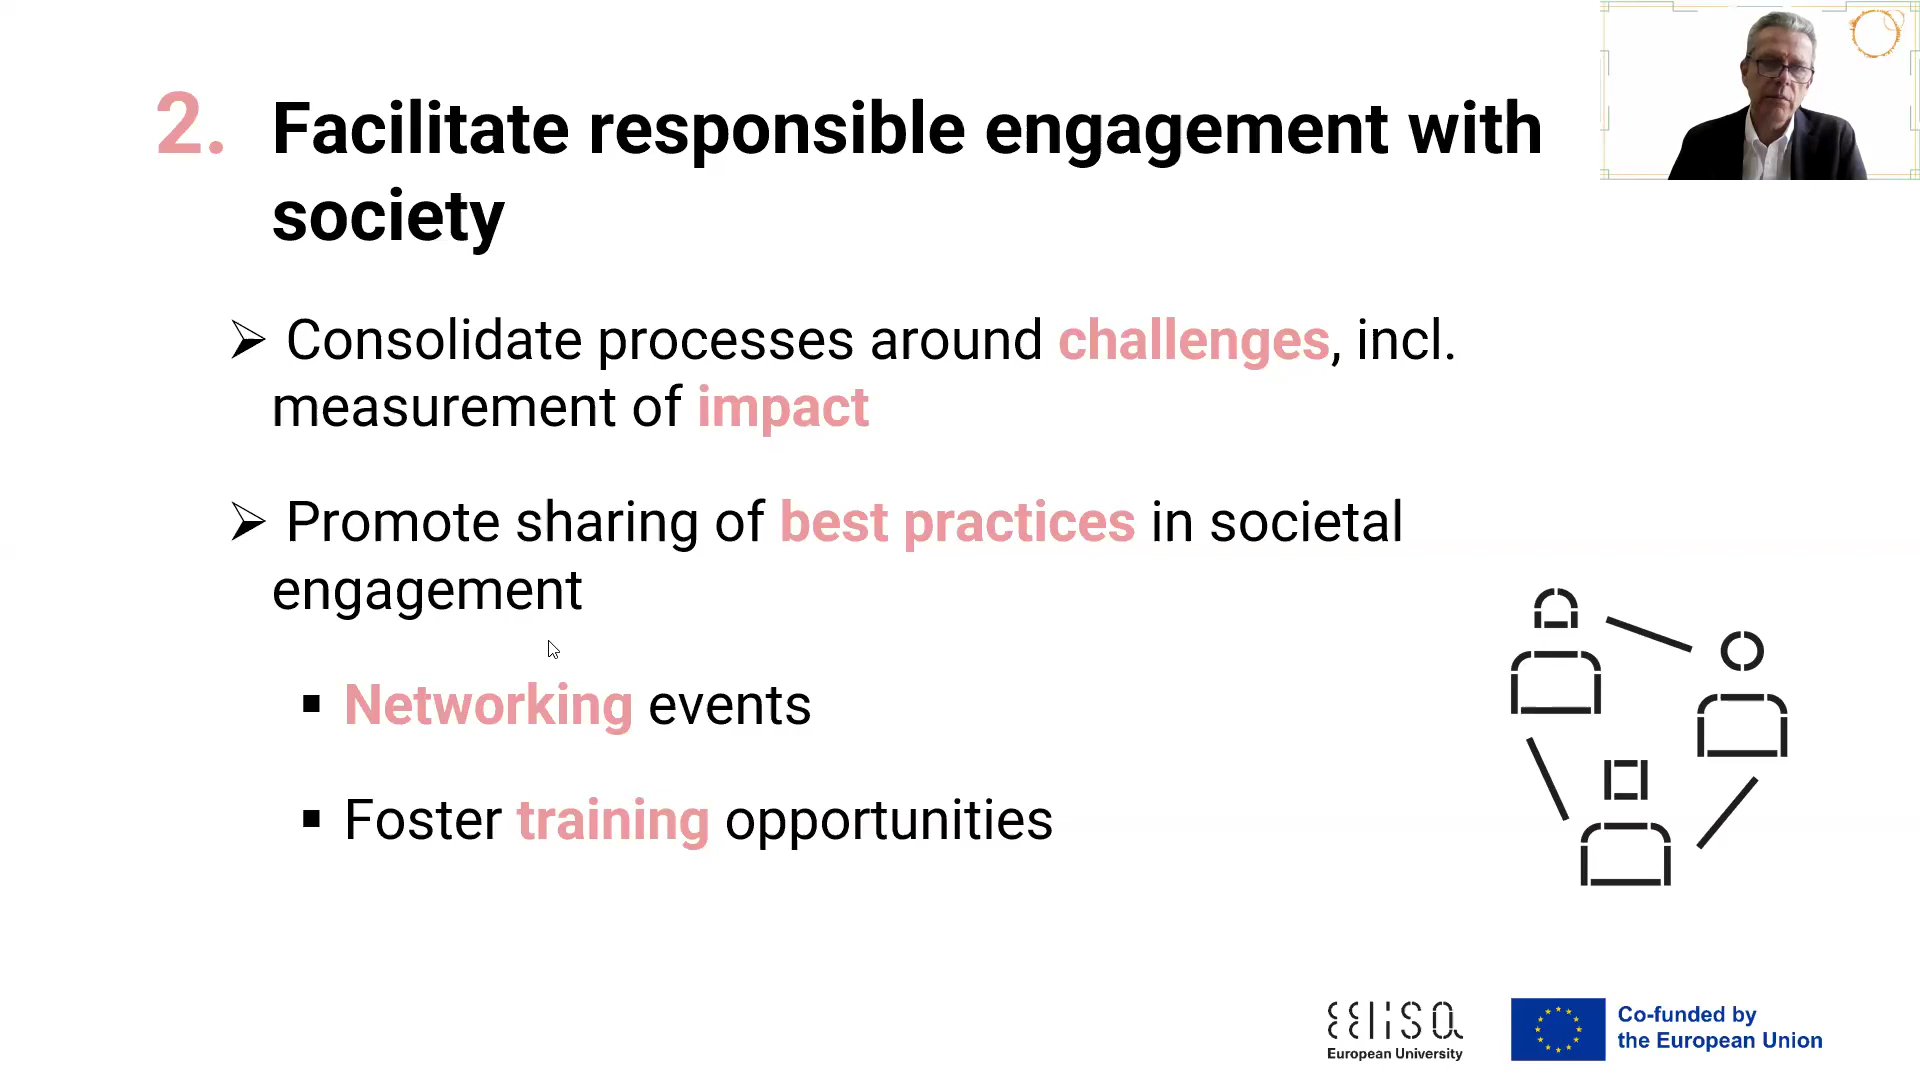 2. Facilitate responsible engagement with
society
➢ Consolidate processes around challenges, incl.
measurement of impact
➢ Promote sharing of best practices in societal
engagement
▪ Networking events
▪ Foster training opportunities
EELISA
European University
Co-funded by
the European Union